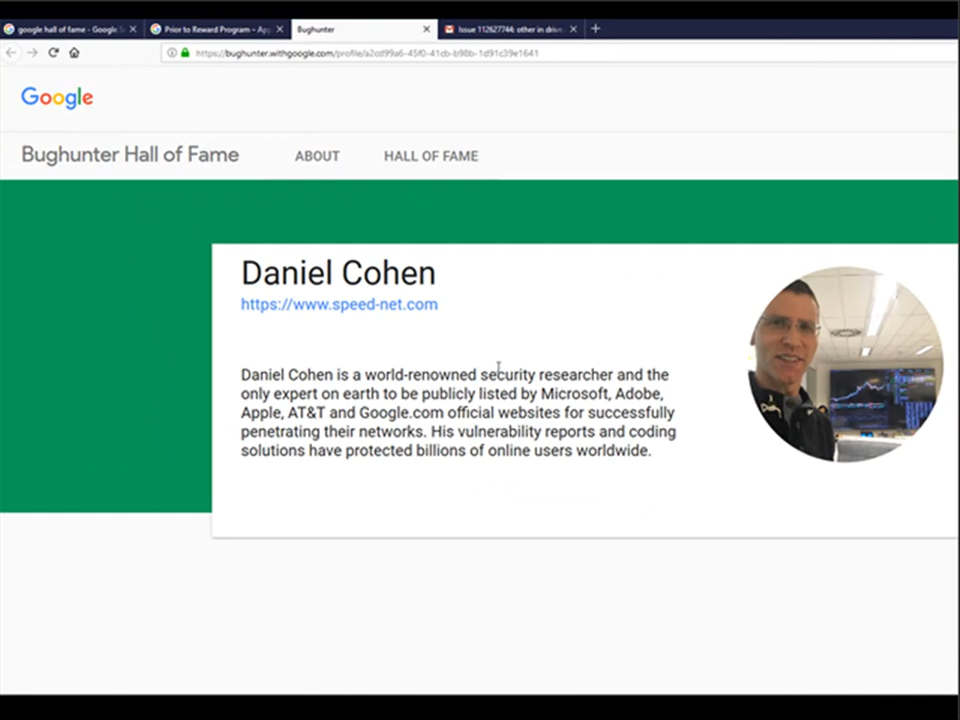 google hall of fame - Google S
Prior to Reward Program – Ap
Bughunter
Issue 112627744: other in drive.
https://bughunter.withgoogle.com/profile/a2cd99a6-45f0-41cb-b98b-1d91c39e1641
Google
Bughunter Hall of Fame
ABOUT
HALL OF FAME
Daniel Cohen
https://www.speed-net.com
Daniel Cohen is a world-renowned security researcher and the
only expert on earth to be publicly listed by Microsoft, Adobe,
Apple, AT&T and Google.com official websites for successfully
penetrating their networks. His vulnerability reports and coding
solutions have protected billions of online users worldwide.